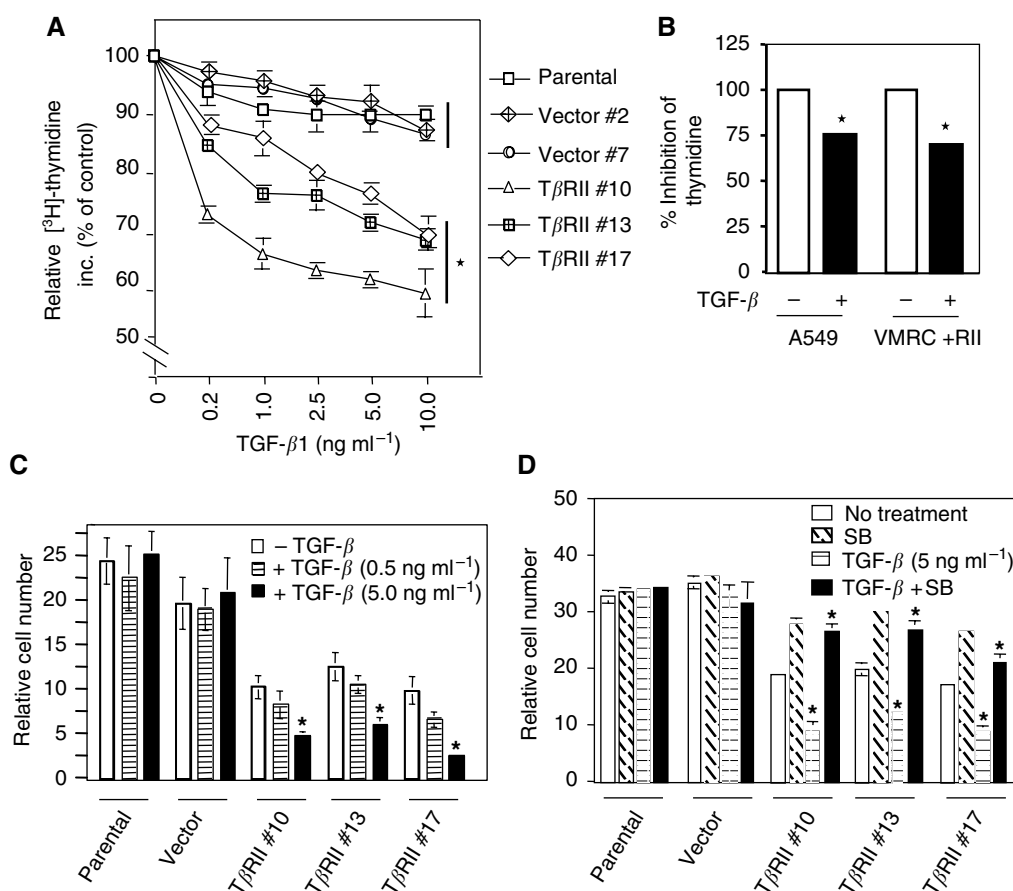 A
Relative [³H]-thymidine
inc. (% of control)
100
90
80
70
60
50
0
0.2
1.0
2.5
5.0
10.0
TGF-β1 (ng ml⁻¹)
Parental
Vector #2
Vector #7
TβRII #10
TβRII #13
TβRII #17
★
B
% Inhibition of
thymidine
125
100
75
50
25
0
★
★
TGF-β – + – +
A549 VMRC +RII
C
Relative cell number
25
20
15
10
5
0
– TGF-β
+ TGF-β (0.5 ng ml⁻¹)
+ TGF-β (5.0 ng ml⁻¹)
* * *
Parental
Vector
TβRII #10
TβRII #13
TβRII #17
D
Relative cell number
50
40
30
20
10
0
No treatment
SB
TGF-β (5 ng ml⁻¹)
TGF-β +SB
* * * * * *
Parental
Vector
TβRII #10
TβRII #13
TβRII #17